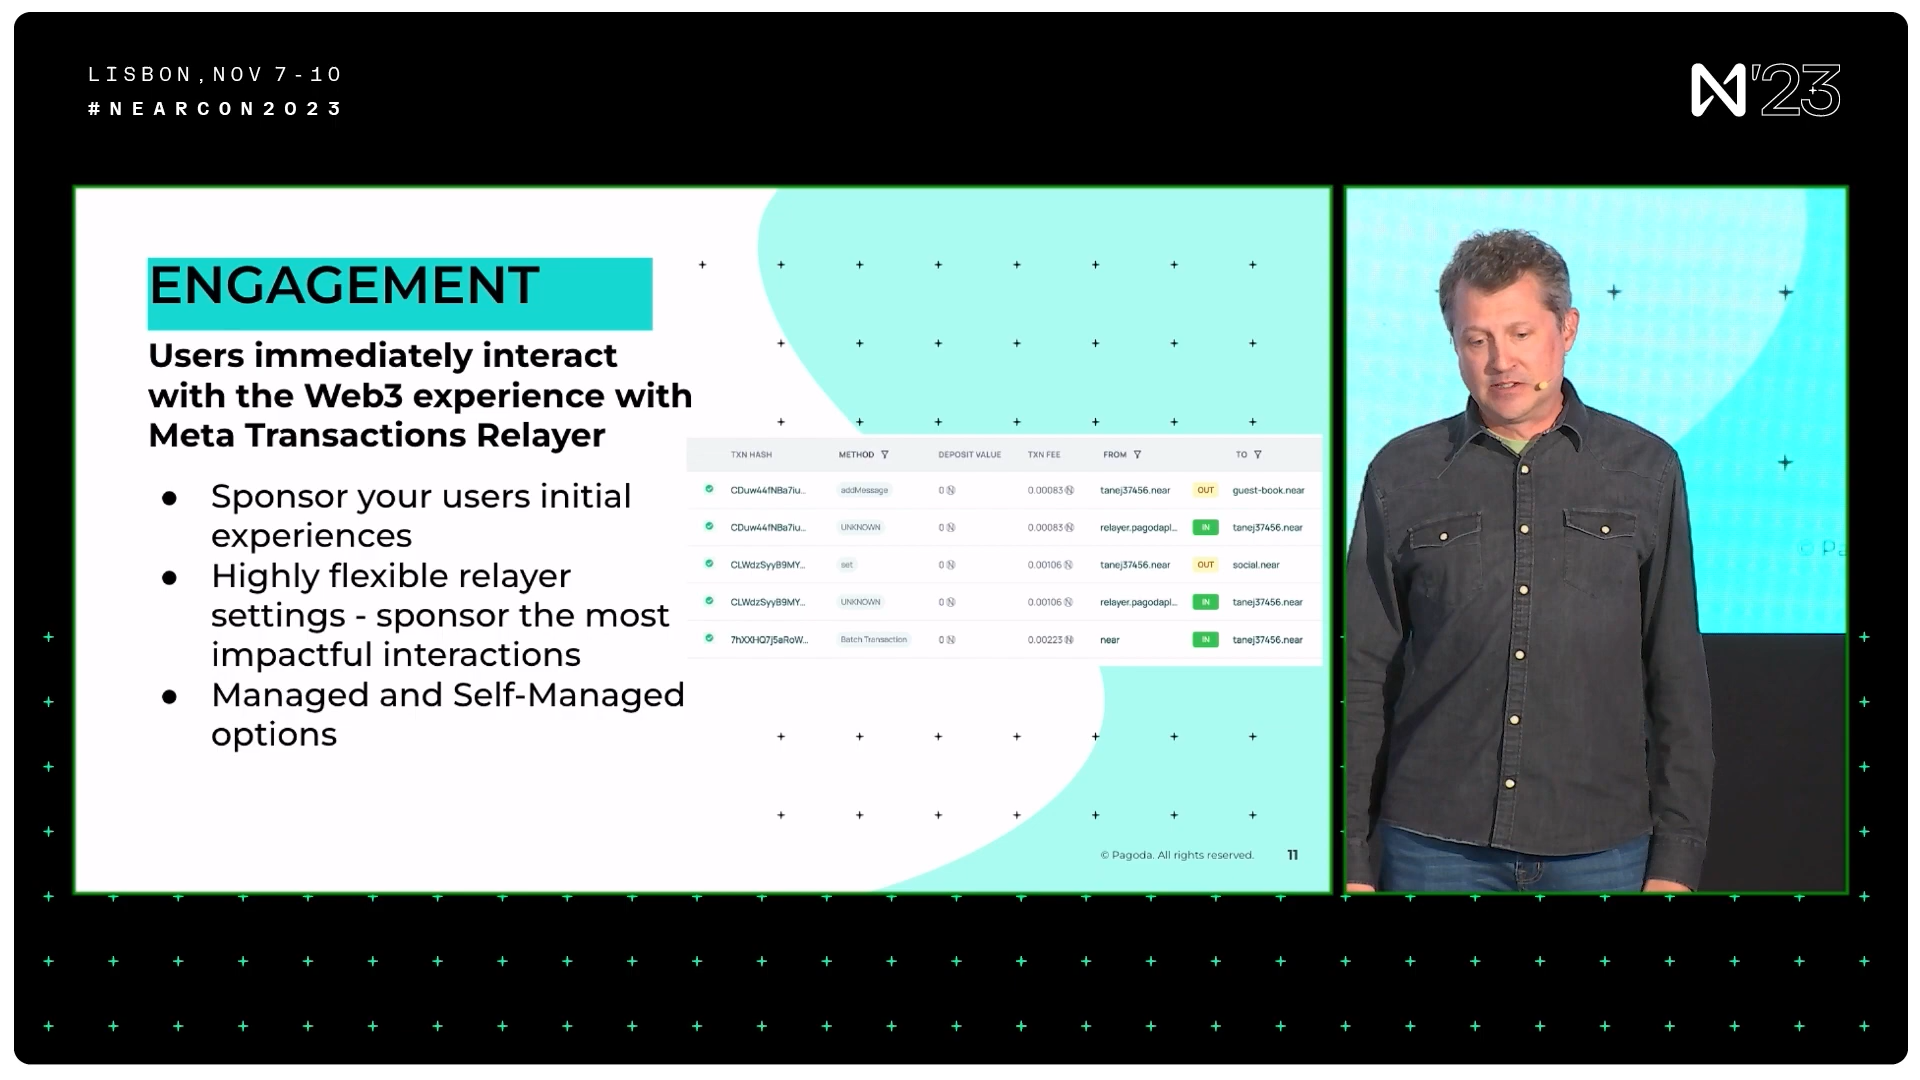 LISBON, NOV 7-10
#NEARCON2023
'23
ENGAGEMENT
Users immediately interact
with the Web3 experience with
Meta Transactions Relayer
● Sponsor your users initial
experiences
● Highly flexible relayer
settings - sponsor the most
impactful interactions
● Managed and Self-Managed
options
TXN HASH METHOD DEPOSIT VALUE TXN FEE FROM TO
CDuw44fNBa7iu... addMessage 0 0.00083 tanej37456.near OUT guest-book.near
CDuw44fNBa7iu... UNKNOWN 0 0.00083 relayer.pagodapl... IN tanej37456.near
CLWdzSyyB9MY... set 0 0.00106 tanej37456.near OUT social.near
CLWdzSyyB9MY... UNKNOWN 0 0.00106 relayer.pagodapl... IN tanej37456.near
7hXXHQ7j5aRoW... Batch Transaction 0 0.00223 near IN tanej37456.near
© Pagoda. All rights reserved. 11
© Pa